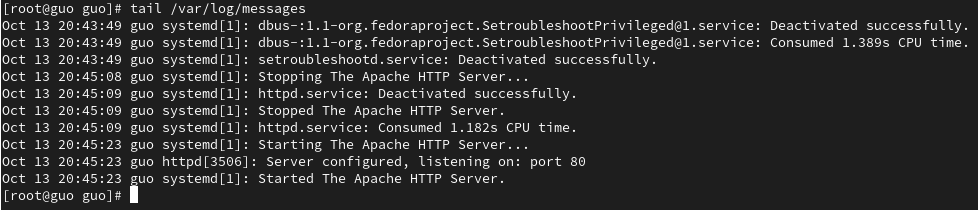 [root@guo guo]# tail /var/log/messages
Oct 13 20:43:49 guo systemd[1]: dbus-:1.1-org.fedoraproject.SetroubleshootPrivileged@1.service: Deactivated successfully.
Oct 13 20:43:49 guo systemd[1]: dbus-:1.1-org.fedoraproject.SetroubleshootPrivileged@1.service: Consumed 1.389s CPU time.
Oct 13 20:43:49 guo systemd[1]: setroubleshootd.service: Deactivated successfully.
Oct 13 20:45:08 guo systemd[1]: Stopping The Apache HTTP Server...
Oct 13 20:45:09 guo systemd[1]: httpd.service: Deactivated successfully.
Oct 13 20:45:09 guo systemd[1]: Stopped The Apache HTTP Server.
Oct 13 20:45:09 guo systemd[1]: httpd.service: Consumed 1.182s CPU time.
Oct 13 20:45:23 guo systemd[1]: Starting The Apache HTTP Server...
Oct 13 20:45:23 guo httpd[3506]: Server configured, listening on: port 80
Oct 13 20:45:23 guo systemd[1]: Started The Apache HTTP Server.
[root@guo guo]#